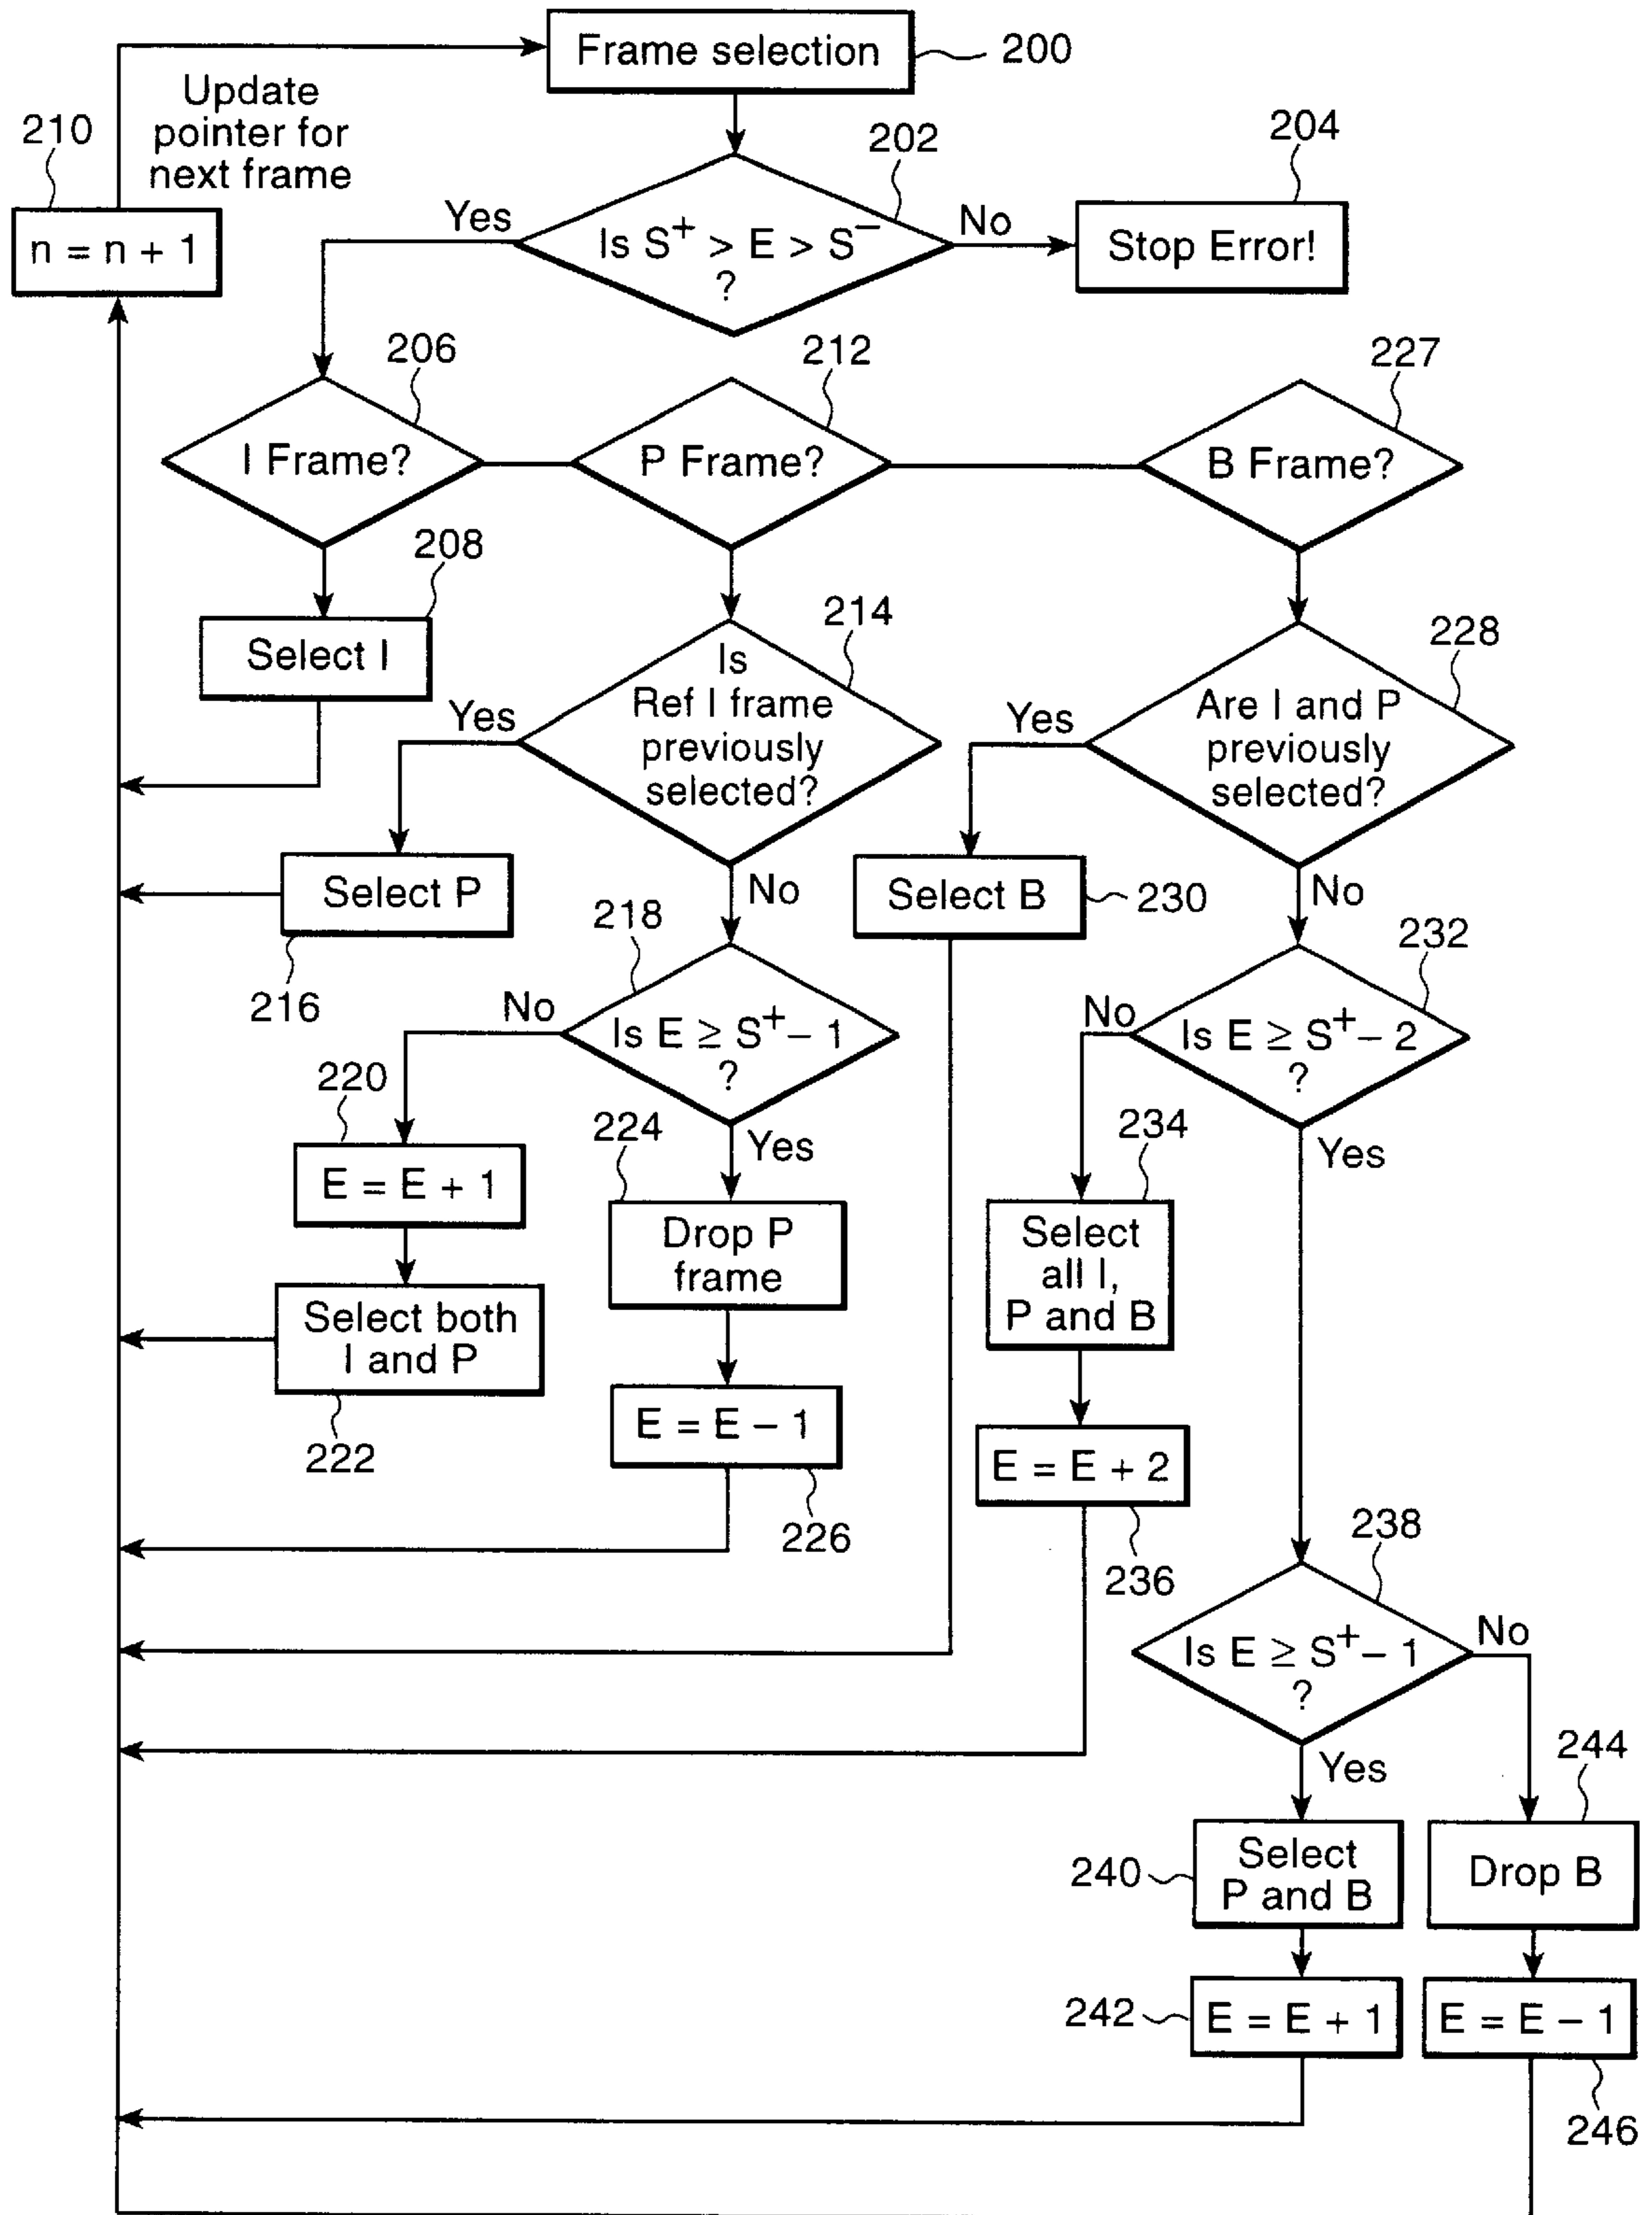 Frame selection
200
Update
pointer for
next frame
210
n = n + 1
202
Is S⁺ > E > S⁻
?
Yes
No
204
Stop Error!
206
I Frame?
212
P Frame?
227
B Frame?
208
Select I
214
Is
Ref I frame
previously
selected?
Yes
No
228
Are I and P
previously
selected?
Yes
No
Select P
216
Select B
230
218
Is E ≥ S⁺ – 1
?
No
Yes
232
Is E ≥ S⁺ – 2
?
No
Yes
220
E = E + 1
224
Drop P
frame
234
Select
all I,
P and B
Select both
I and P
222
E = E – 1
226
E = E + 2
236
238
Is E ≥ S⁺ – 1
?
No
Yes
240
Select
P and B
244
Drop B
242
E = E + 1
E = E – 1
246